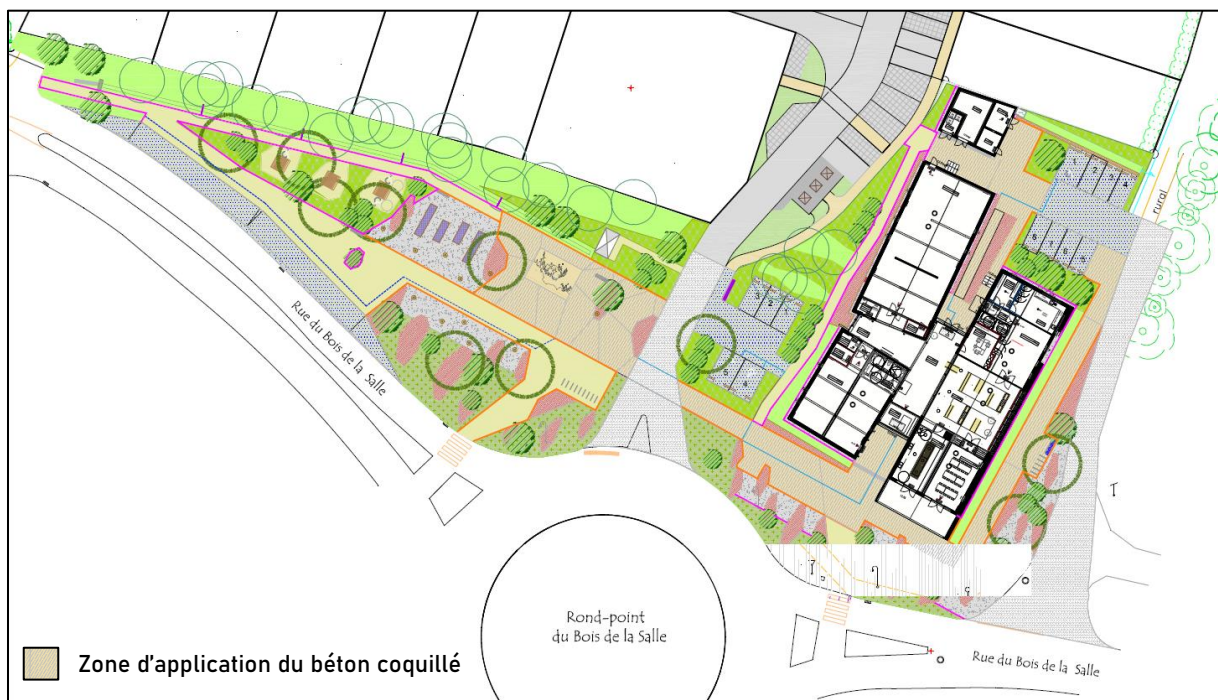 Rue du Bois de la Salle
rural
Rond-point
du Bois de la Salle
Rue du Bois de la Salle
Zone d'application du béton coquillé